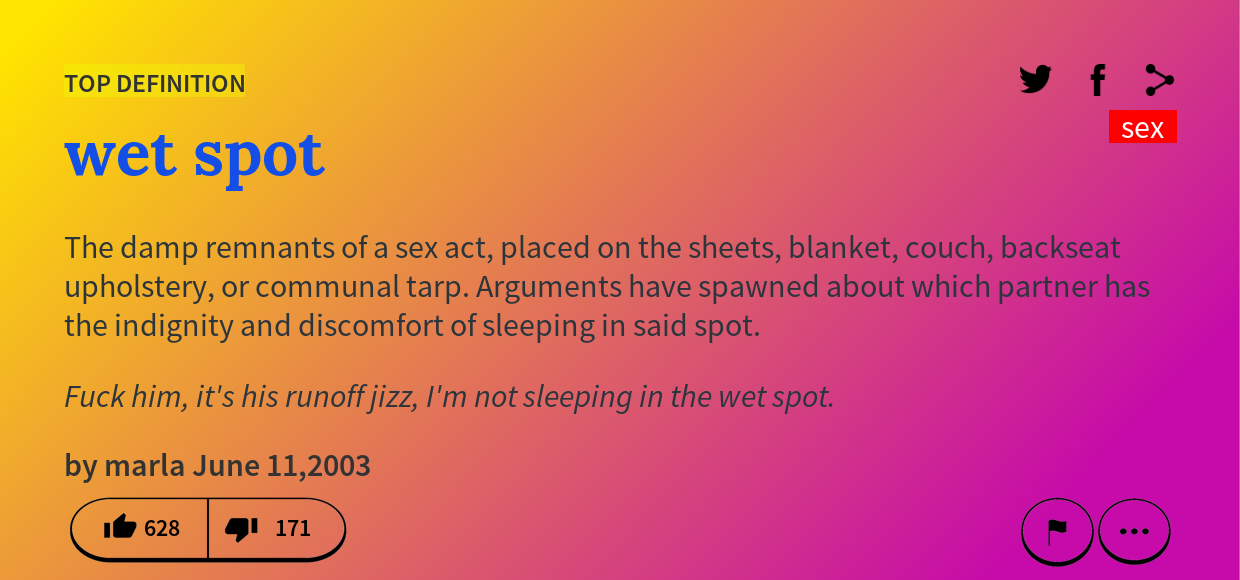 TOP DEFINITION
sex
wet spot
The damp remnants of a sex act, placed on the sheets, blanket, couch, backseat
upholstery, or communal tarp. Arguments have spawned about which partner has
the indignity and discomfort of sleeping in said spot.
Fuck him, it's his runoff jizz, I'm not sleeping in the wet spot.
by marla June 11,2003
628 171